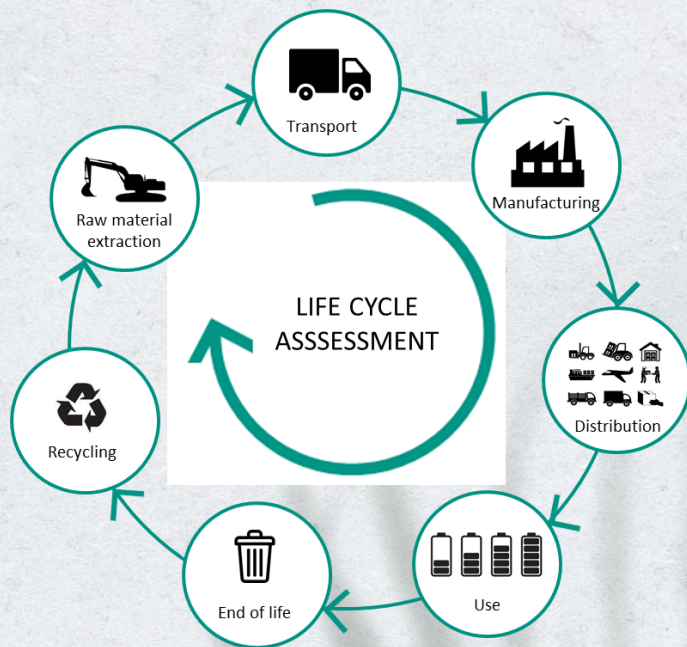 Transport
Manufacturing
Raw material
extraction
LIFE CYCLE
ASSSESSMENT
Distribution
Recycling
Use
End of life